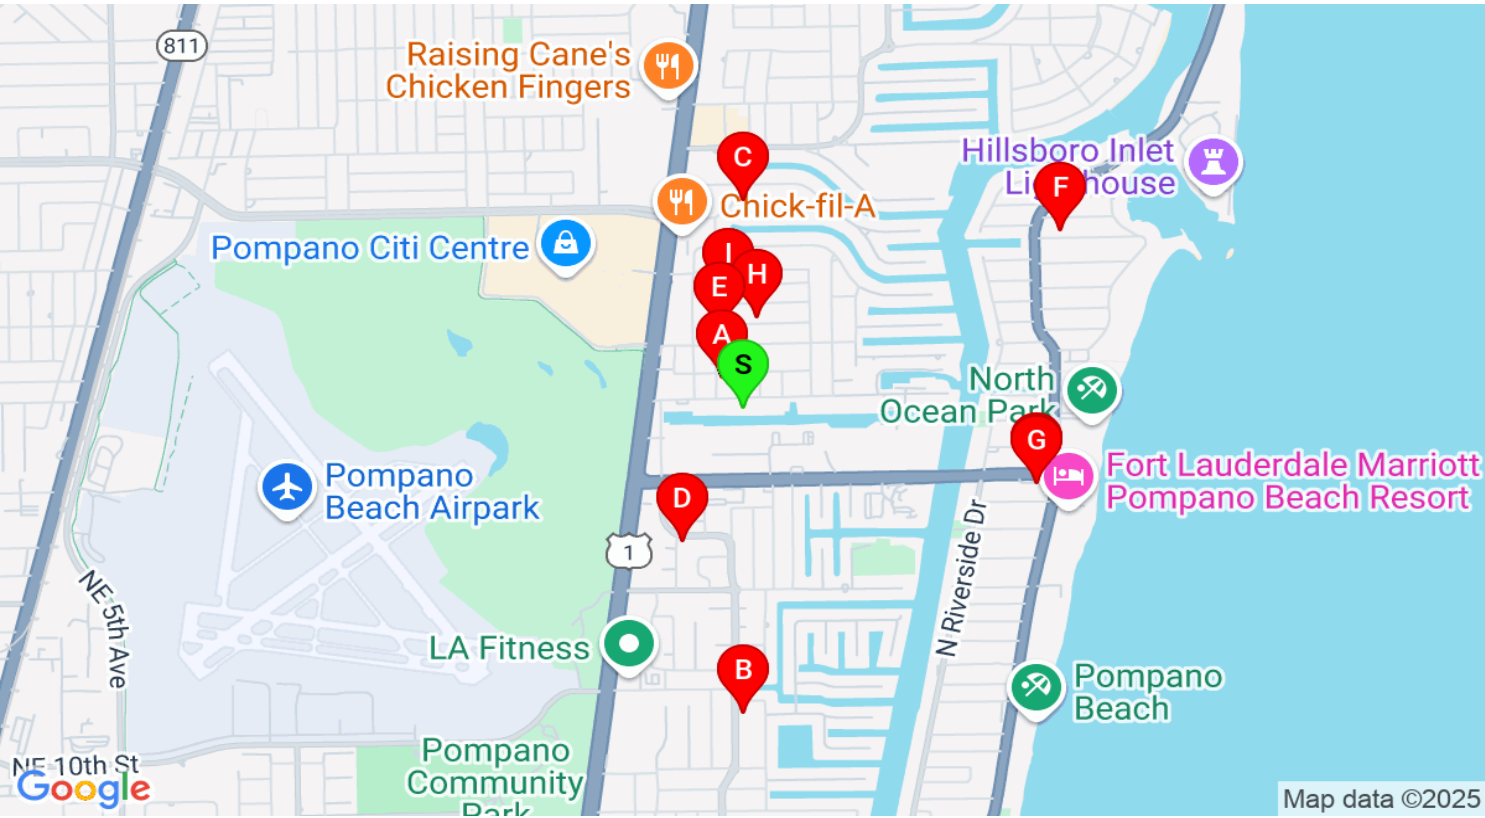 811
Raising Cane's
Chicken Fingers
C
Hillsboro Inlet
Lighthouse
F
Chick-fil-A
Pompano Citi Centre
I
H
E
A
S
North
Ocean Park
G
Fort Lauderdale Marriott
Pompano Beach Resort
Pompano
Beach Airpark
D
1
N Riverside Dr
NE 5th Ave
LA Fitness
B
Pompano
Beach
Pompano
Community
Park
NE 10th St
Google
Map data ©2025